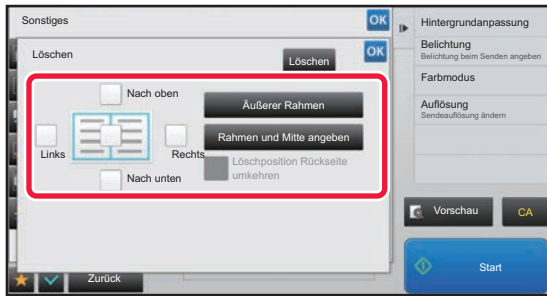 Sonstiges
OK
Löschen
Löschen
OK
Nach oben
Links
Rechts
Nach unten
Äußerer Rahmen
Rahmen und Mitte angeben
Löschposition Rückseite
umkehren
Zurück
Hintergrundanpassung
Belichtung
Belichtung beim Senden angeben
Farbmodus
Auflösung
Sendeauflösung ändern
Vorschau
CA
Start